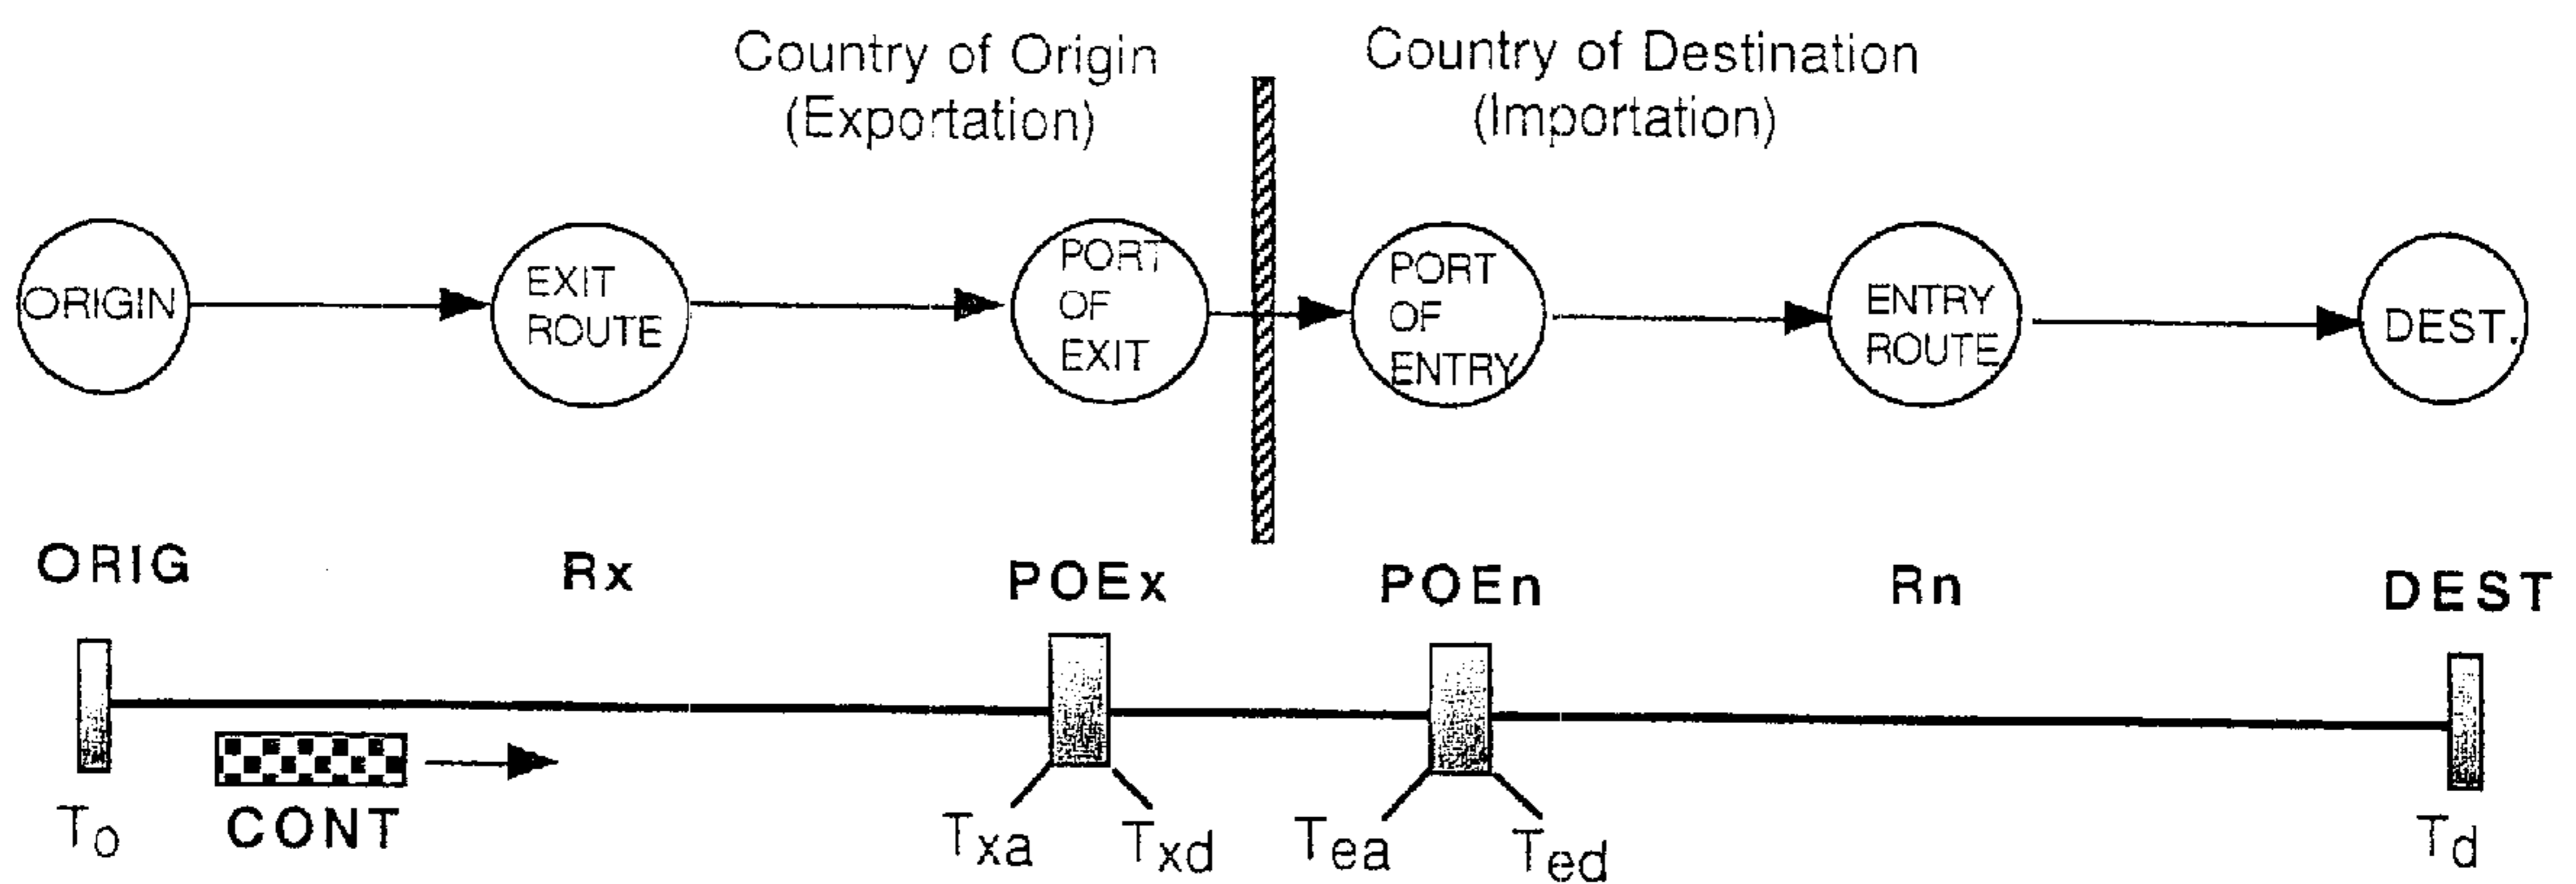 Country of Origin
(Exportation)
Country of Destination
(Importation)
ORIGIN
EXIT
ROUTE
PORT
OF
EXIT
PORT
OF
ENTRY
ENTRY
ROUTE
DEST.
ORIG
Rx
POEx
POEn
Rn
DEST
To
CONT
Txa
Txd
Tea
Ted
Td